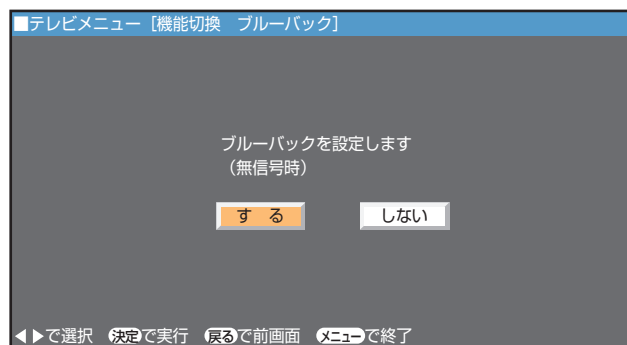 ■テレビメニュー［機能切換　ブルーバック］
ブルーバックを設定します
（無信号時）
する　しない
◀▶で選択　決定で実行　戻るで前画面　メニューで終了